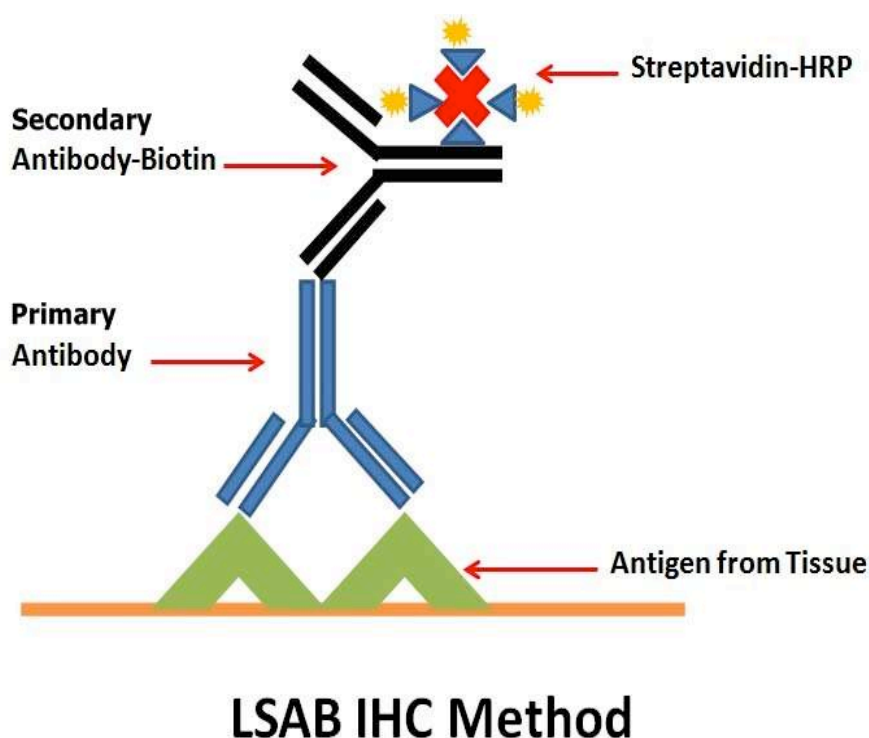 Streptavidin-HRP
Secondary
Antibody-Biotin
Primary
Antibody
Antigen from Tissue
LSAB IHC Method